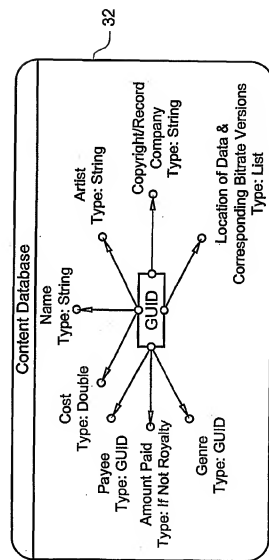 Content Database
32
Name
Type: String
Artist
Type: String
Cost
Type: Double
Copyright/Record
Company
Type: String
Payee
Type: GUID
GUID
Amount Paid
Type: If Not Royalty
Location of Data &
Corresponding Bitrate Versions
Type: List
Genre
Type: GUID